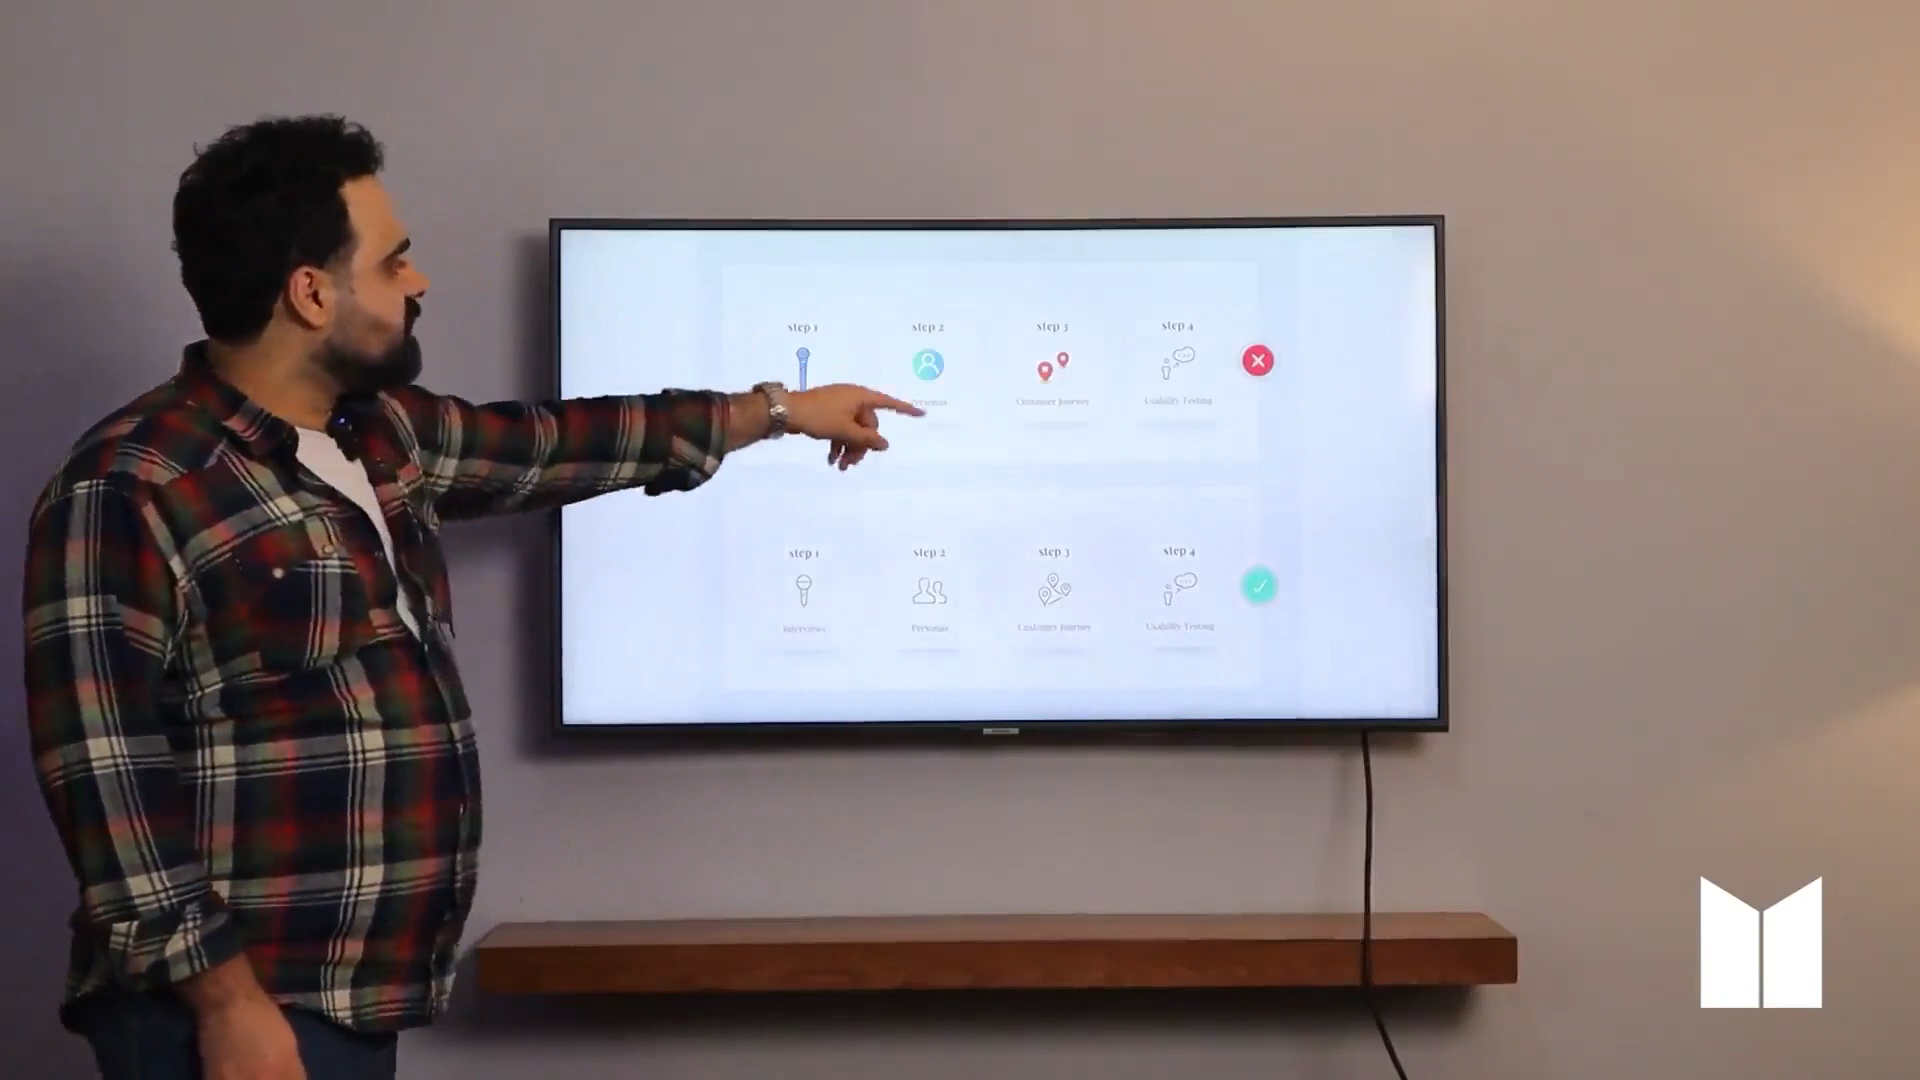 step 1 step 2 step 3 step 4
Personas Customer Journey Usability Testing
step 1 step 2 step 3 step 4
Interviews Personas Customer Journey Usability Testing